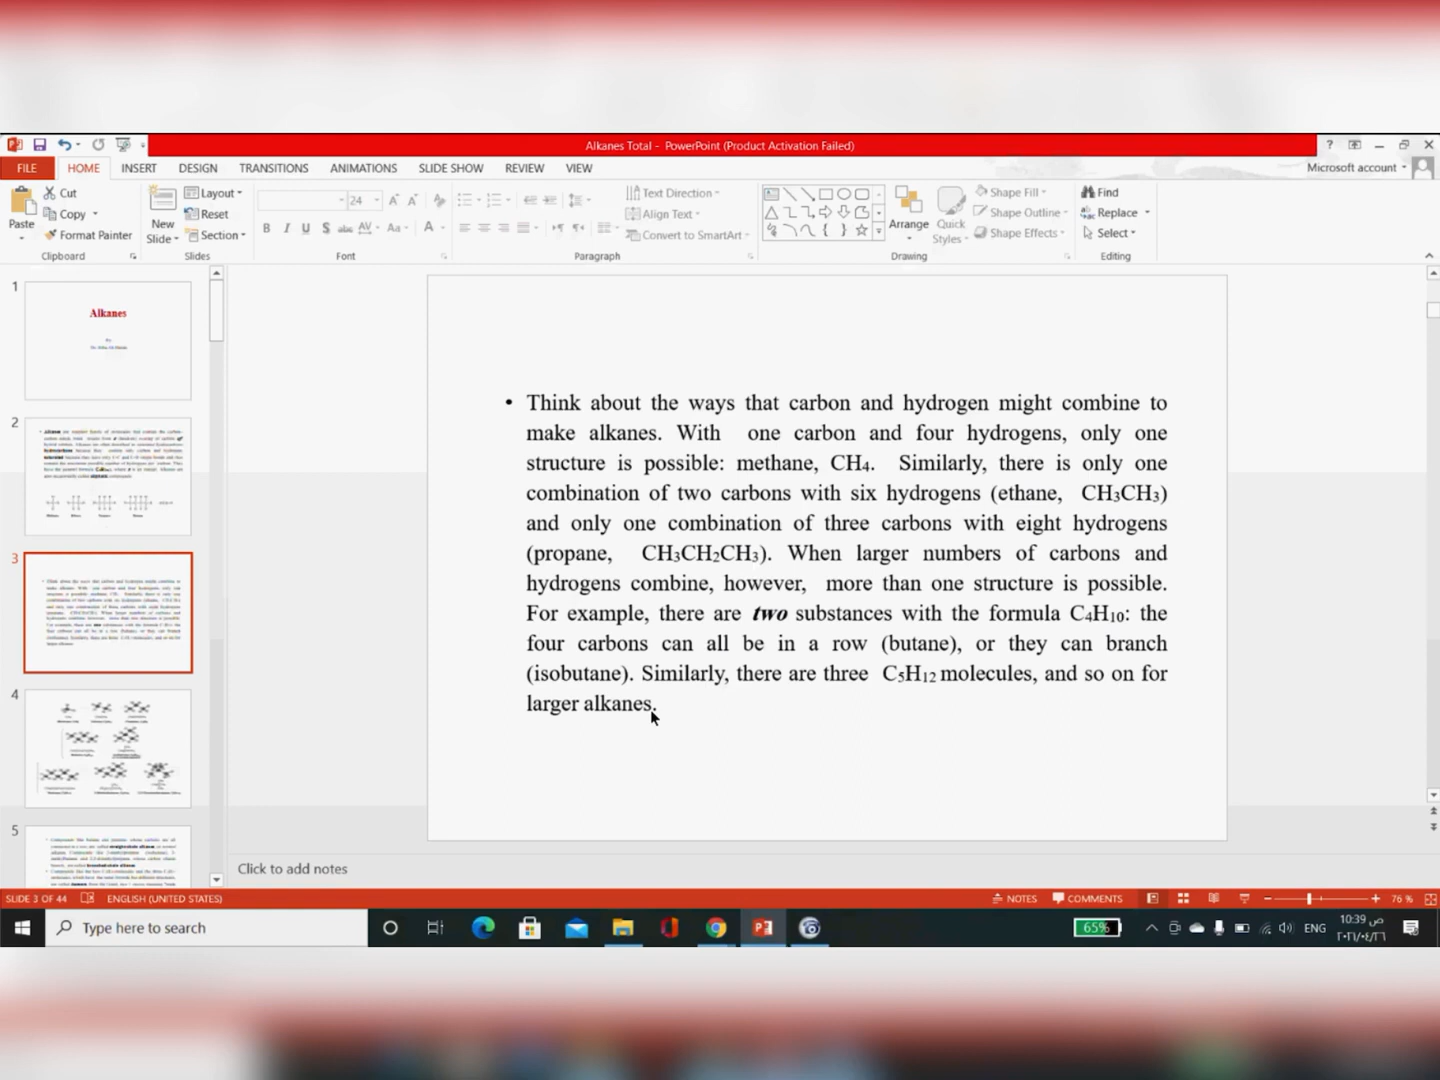 Alkanes Total - PowerPoint (Product Activation Failed)
FILE HOME INSERT DESIGN TRANSITIONS ANIMATIONS SLIDE SHOW REVIEW VIEW Microsoft account
Paste
Cut
Copy
Format Painter
Clipboard
New
Slide
Layout
Reset
Section
Slides
24
Font
Paragraph
Text Direction
Align Text
Convert to SmartArt
Arrange
Quick
Styles
Shape Fill
Shape Outline
Shape Effects
Drawing
Find
Replace
Select
Editing
1
Alkanes
2
3
4
5
• Think about the ways that carbon and hydrogen might combine to
make alkanes. With one carbon and four hydrogens, only one
structure is possible: methane, CH₄. Similarly, there is only one
combination of two carbons with six hydrogens (ethane, CH₃CH₃)
and only one combination of three carbons with eight hydrogens
(propane, CH₃CH₂CH₃). When larger numbers of carbons and
hydrogens combine, however, more than one structure is possible.
For example, there are two substances with the formula C₄H₁₀: the
four carbons can all be in a row (butane), or they can branch
(isobutane). Similarly, there are three C₅H₁₂ molecules, and so on for
larger alkanes.
Click to add notes
SLIDE 3 OF 44 ENGLISH (UNITED STATES) NOTES COMMENTS 76 %
Type here to search
65%
ENG
10:39 ص